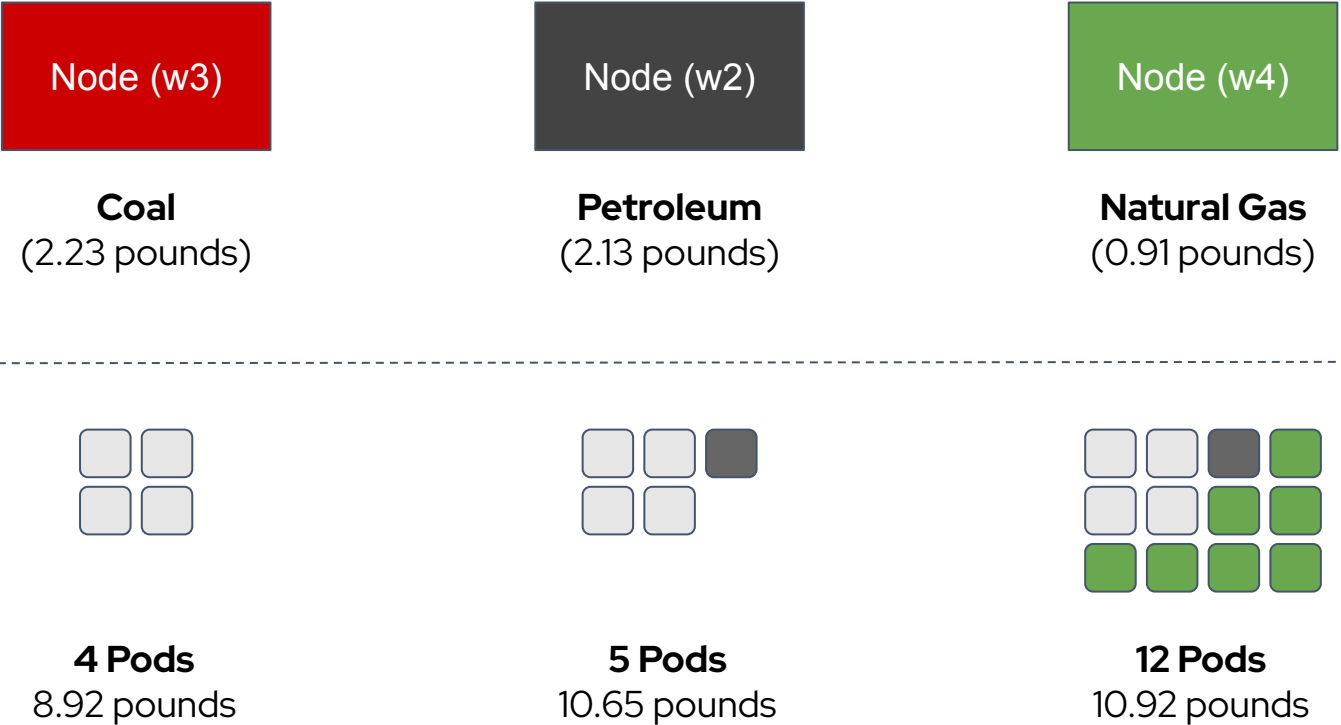 Node (w3)
Node (w2)
Node (w4)
Coal
(2.23 pounds)
Petroleum
(2.13 pounds)
Natural Gas
(0.91 pounds)
4 Pods
8.92 pounds
5 Pods
10.65 pounds
12 Pods
10.92 pounds